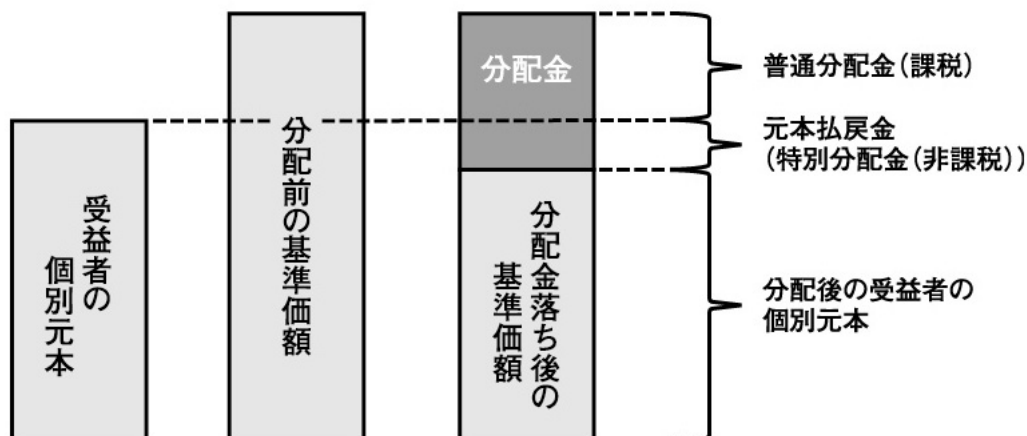 受益者の
個別元本
分配前の基準価額
分配金
分配金落ち後の
基準価額
普通分配金(課税)
元本払戻金
(特別分配金(非課税))
分配後の受益者の
個別元本